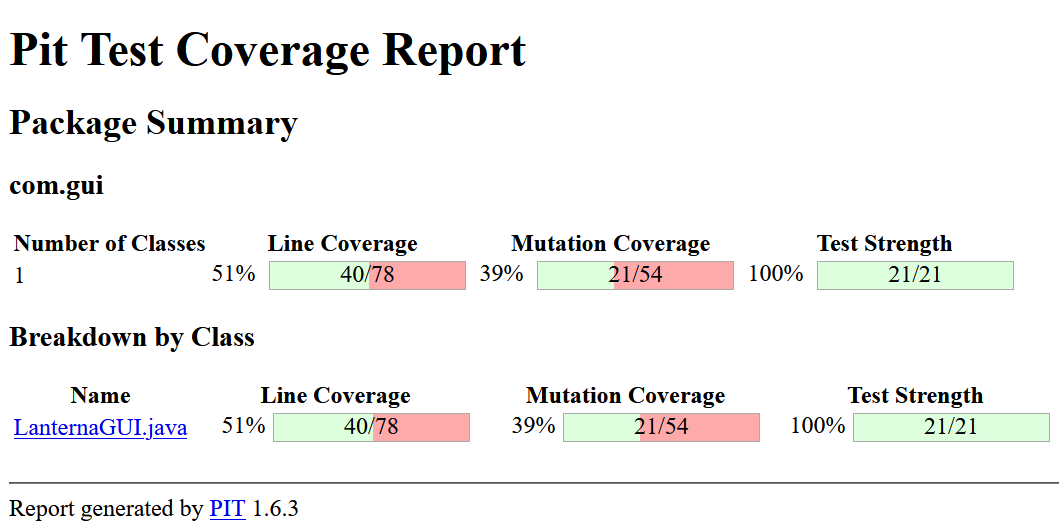 Pit Test Coverage Report
Package Summary
com.gui
Number of Classes Line Coverage Mutation Coverage Test Strength
1 51% 40/78 39% 21/54 100% 21/21
Breakdown by Class
Name Line Coverage Mutation Coverage Test Strength
LanternaGUI.java 51% 40/78 39% 21/54 100% 21/21
Report generated by PIT 1.6.3